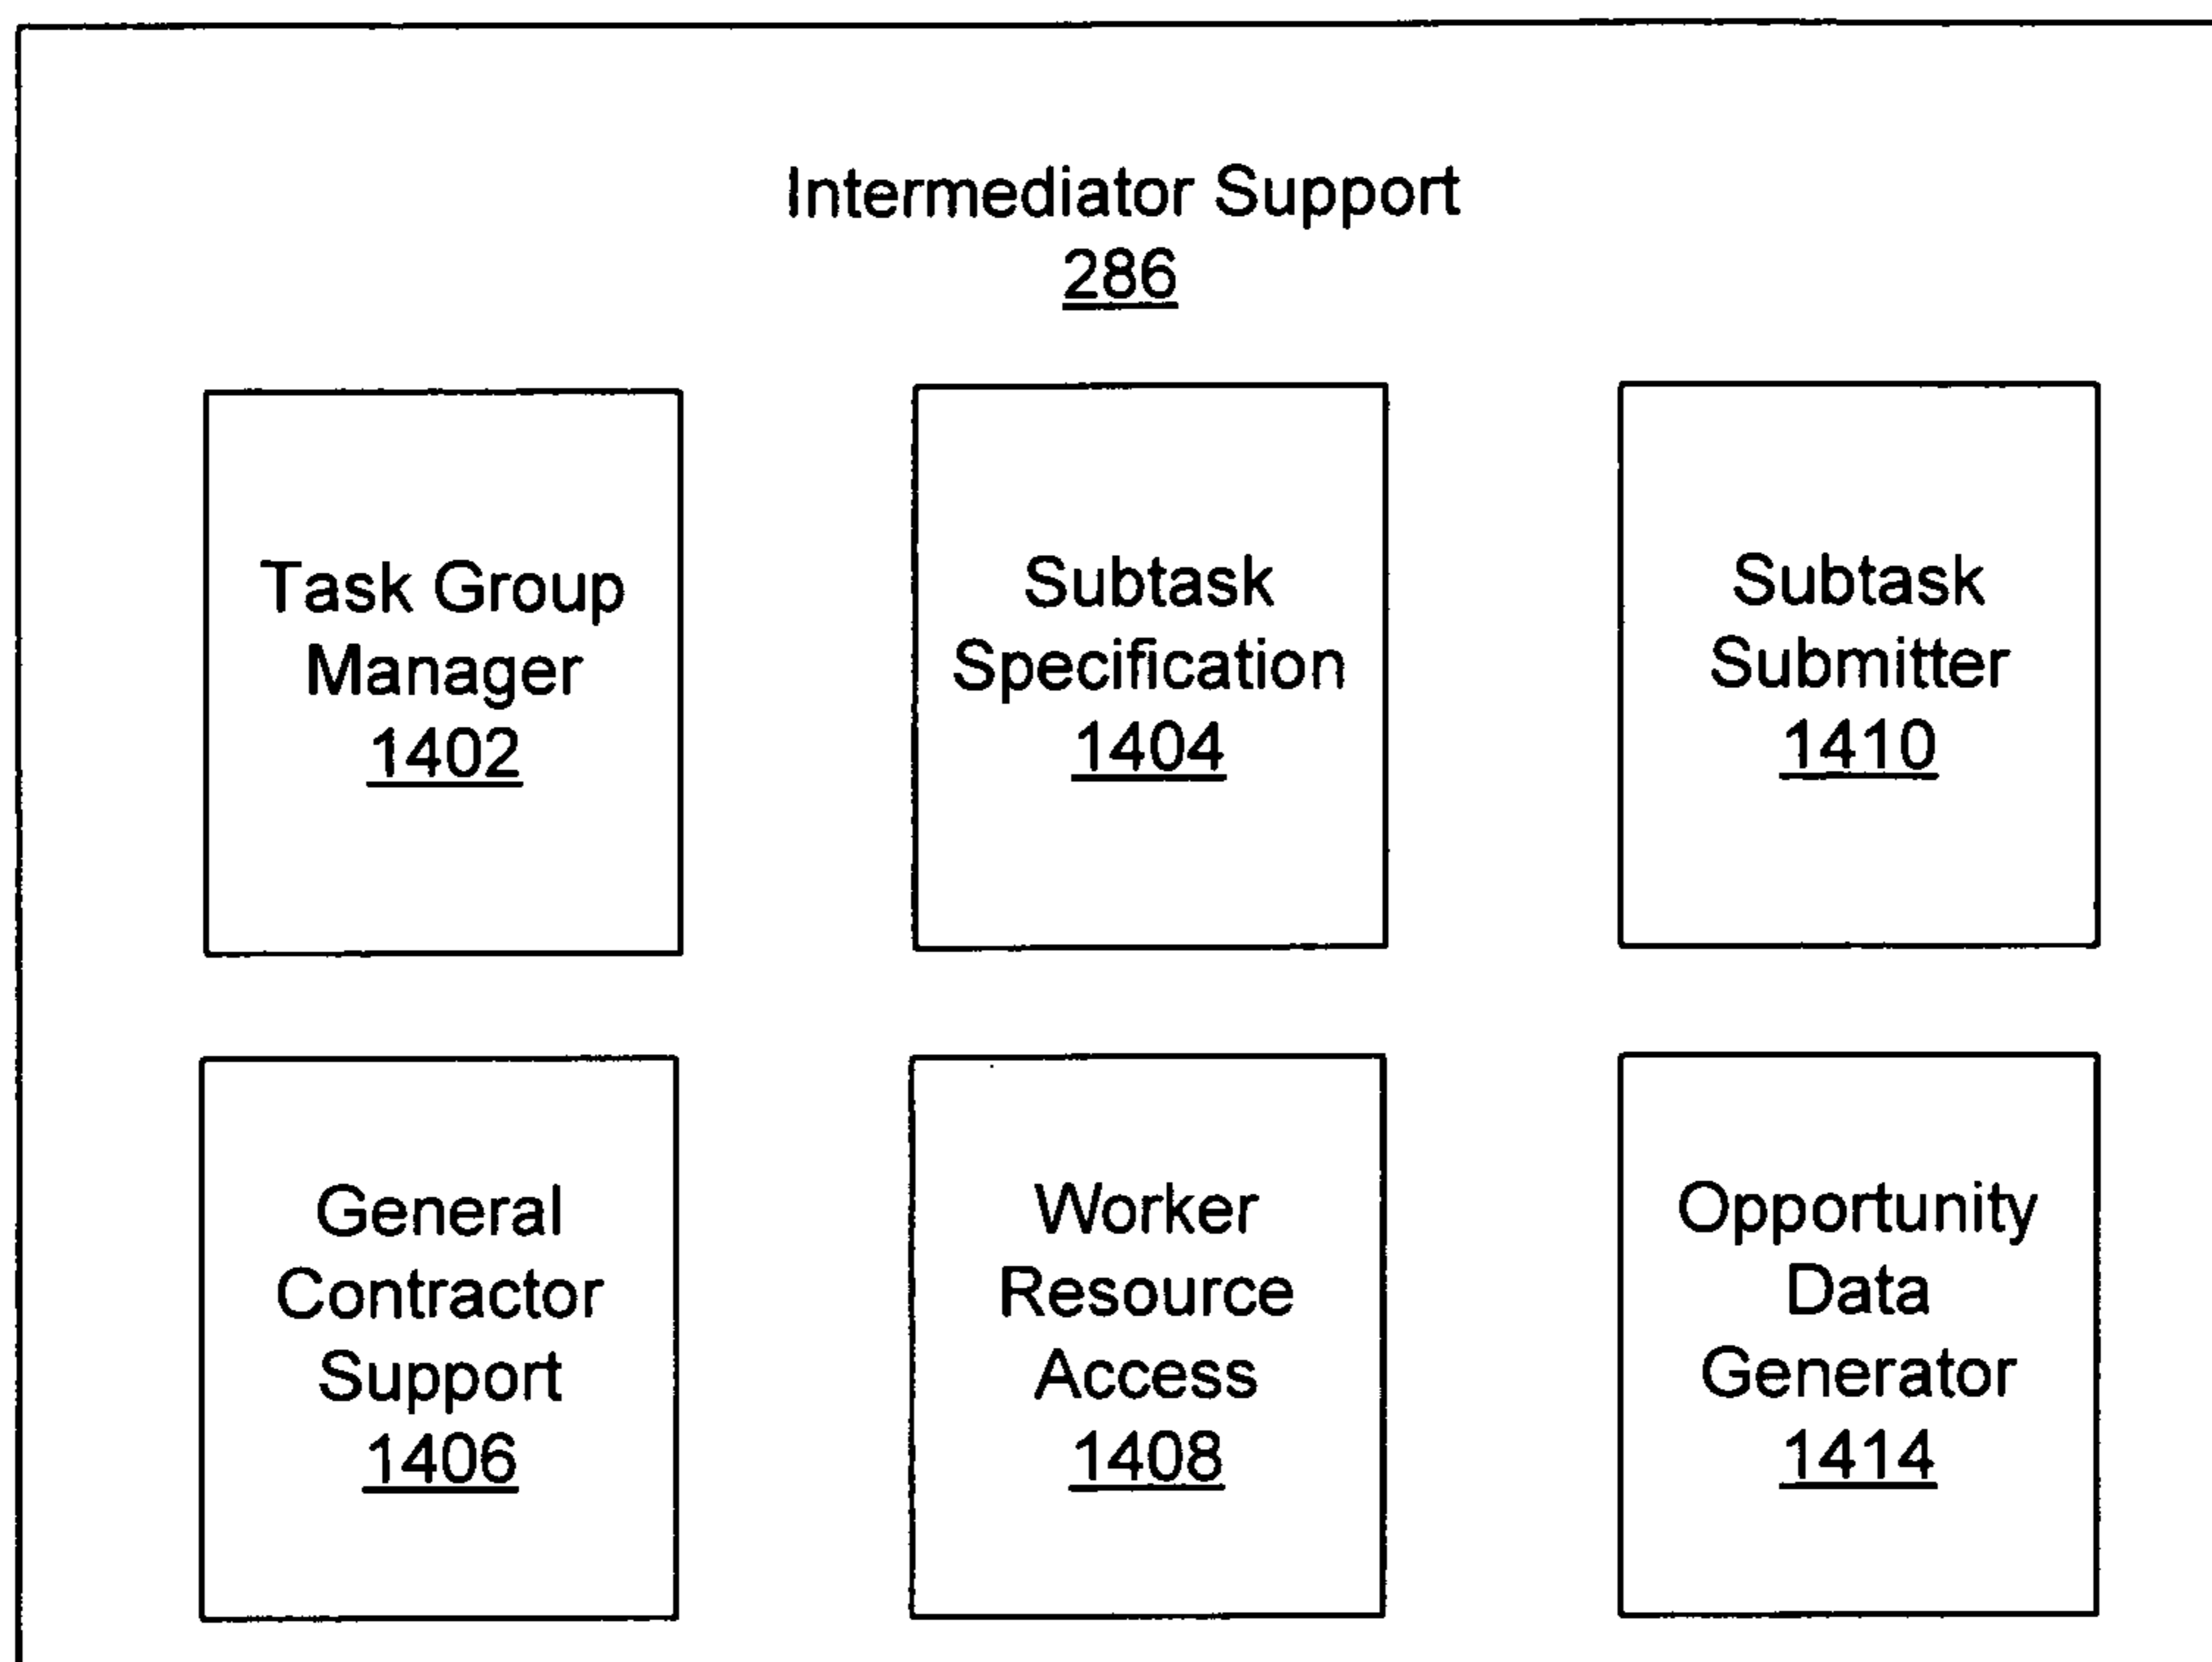 Intermediator Support
286
Task Group
Manager
1402
Subtask
Specification
1404
Subtask
Submitter
1410
General
Contractor
Support
1406
Worker
Resource
Access
1408
Opportunity
Data
Generator
1414